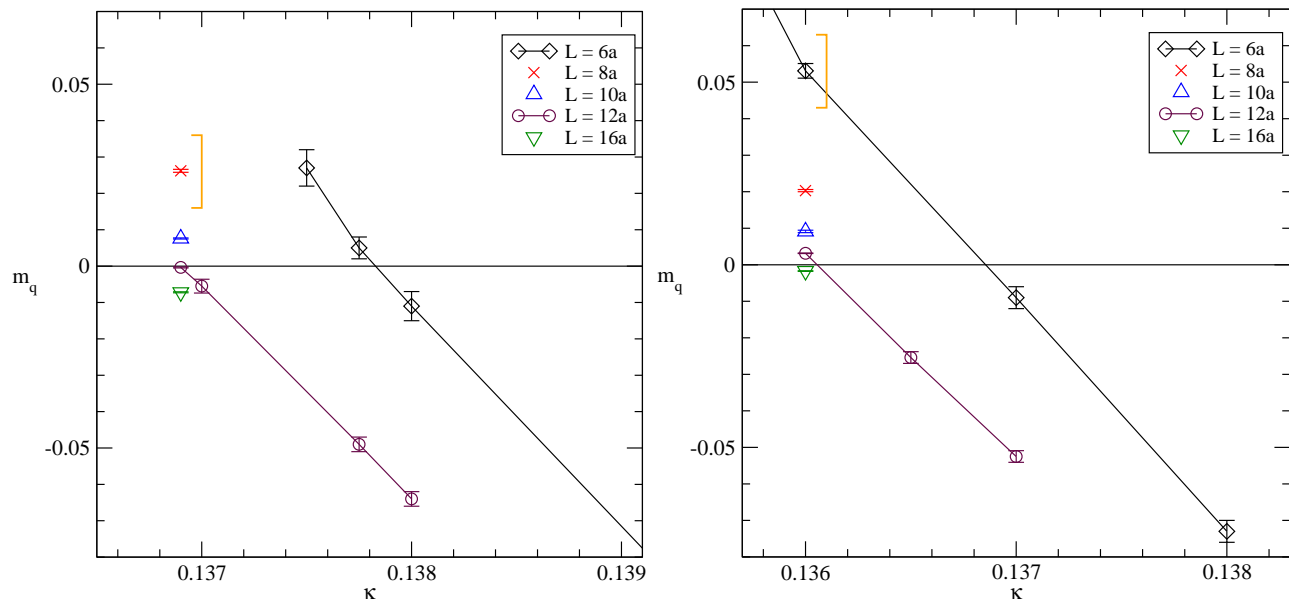 L = 6a
L = 8a
L = 10a
L = 12a
L = 16a
0.05
0
-0.05
m_q
0.137
0.138
0.139
κ
L = 6a
L = 8a
L = 10a
L = 12a
L = 16a
0.05
0
-0.05
m_q
0.136
0.137
0.138
κ